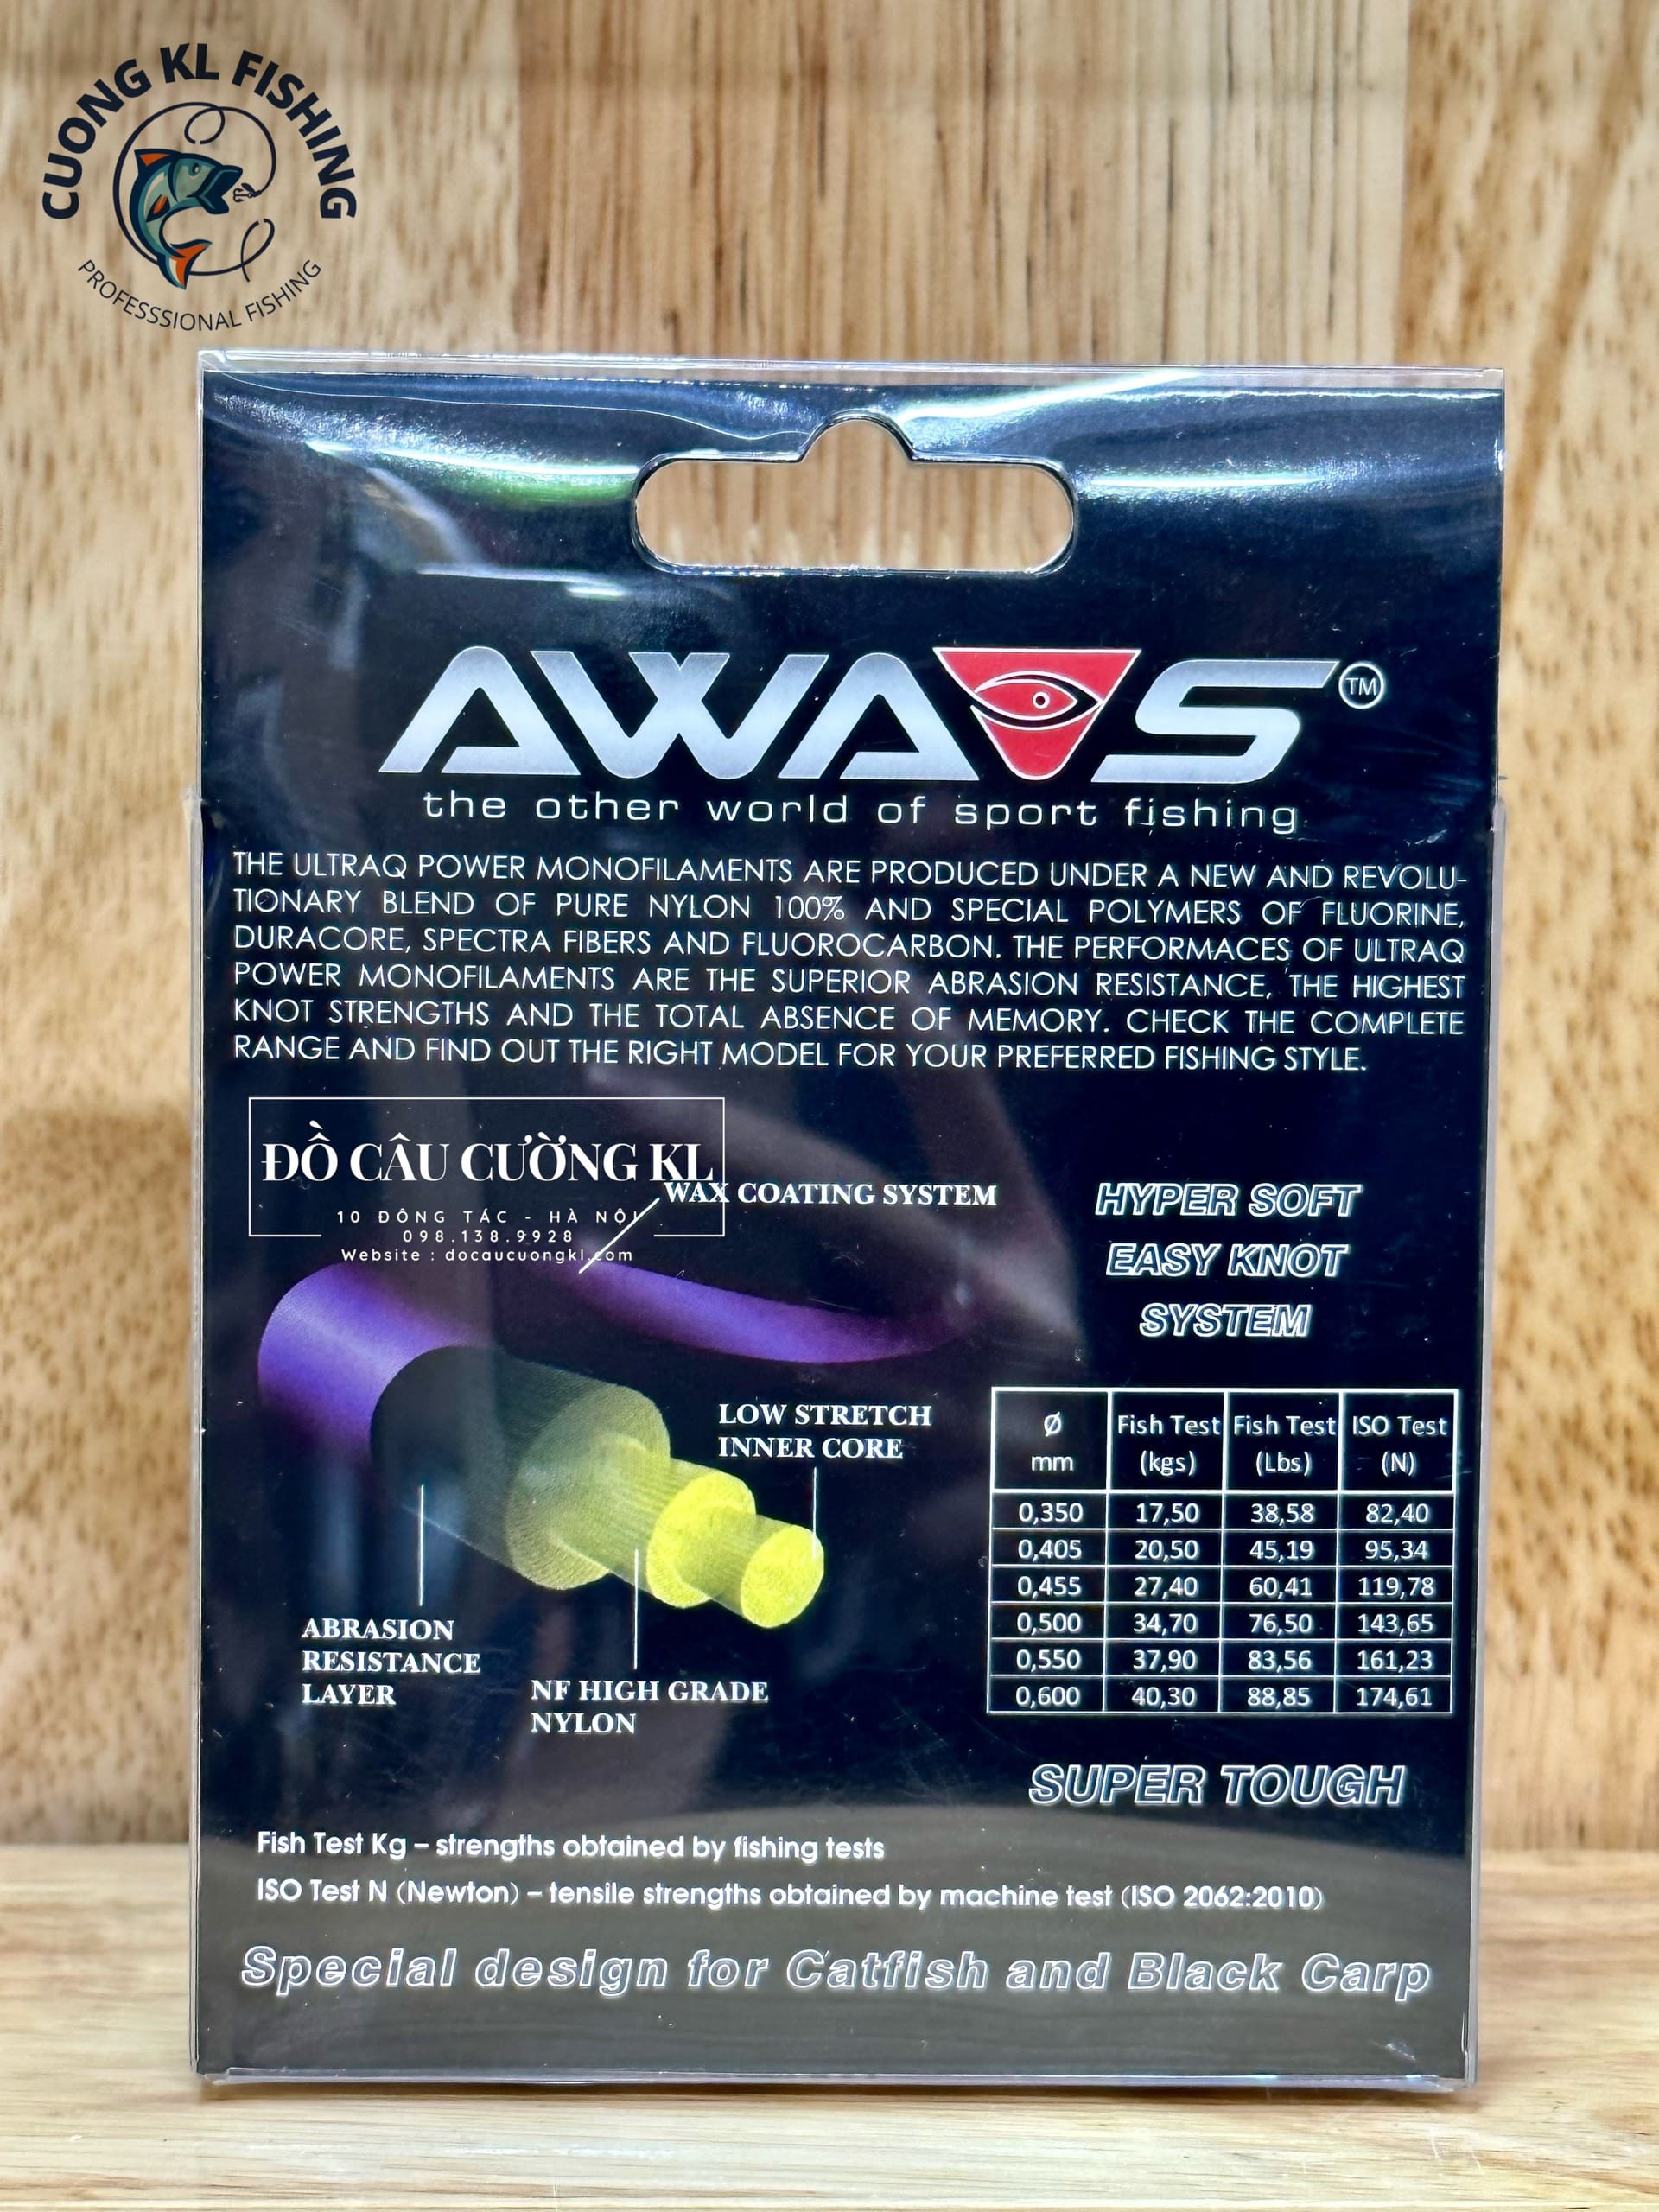 CUONG KL FISHING
PROFESSSIONAL FISHING
AWAS™
the other world of sport fishing
THE ULTRAQ POWER MONOFILAMENTS ARE PRODUCED UNDER A NEW AND REVOLU-
TIONARY BLEND OF PURE NYLON 100% AND SPECIAL POLYMERS OF FLUORINE,
DURACORE, SPECTRA FIBERS AND FLUOROCARBON. THE PERFORMACES OF ULTRAQ
POWER MONOFILAMENTS ARE THE SUPERIOR ABRASION RESISTANCE, THE HIGHEST
KNOT STRENGTHS AND THE TOTAL ABSENCE OF MEMORY. CHECK THE COMPLETE
RANGE AND FIND OUT THE RIGHT MODEL FOR YOUR PREFERRED FISHING STYLE.
ĐỒ CÂU CƯỜNG KL
10 ĐÔNG TÁC - HÀ NỘI
098.138.9928
Website : docaucuongkl.com
WAX COATING SYSTEM
HYPER SOFT
EASY KNOT
SYSTEM
LOW STRETCH
INNER CORE
ABRASION
RESISTANCE
LAYER
NF HIGH GRADE
NYLON
Ø Fish Test Fish Test ISO Test
mm (kgs) (Lbs) (N)
0,350 17,50 38,58 82,40
0,405 20,50 45,19 95,34
0,455 27,40 60,41 119,78
0,500 34,70 76,50 143,65
0,550 37,90 83,56 161,23
0,600 40,30 88,85 174,61
SUPER TOUGH
Fish Test Kg – strengths obtained by fishing tests
ISO Test N (Newton) – tensile strengths obtained by machine test (ISO 2062:2010)
Special design for Catfish and Black Carp